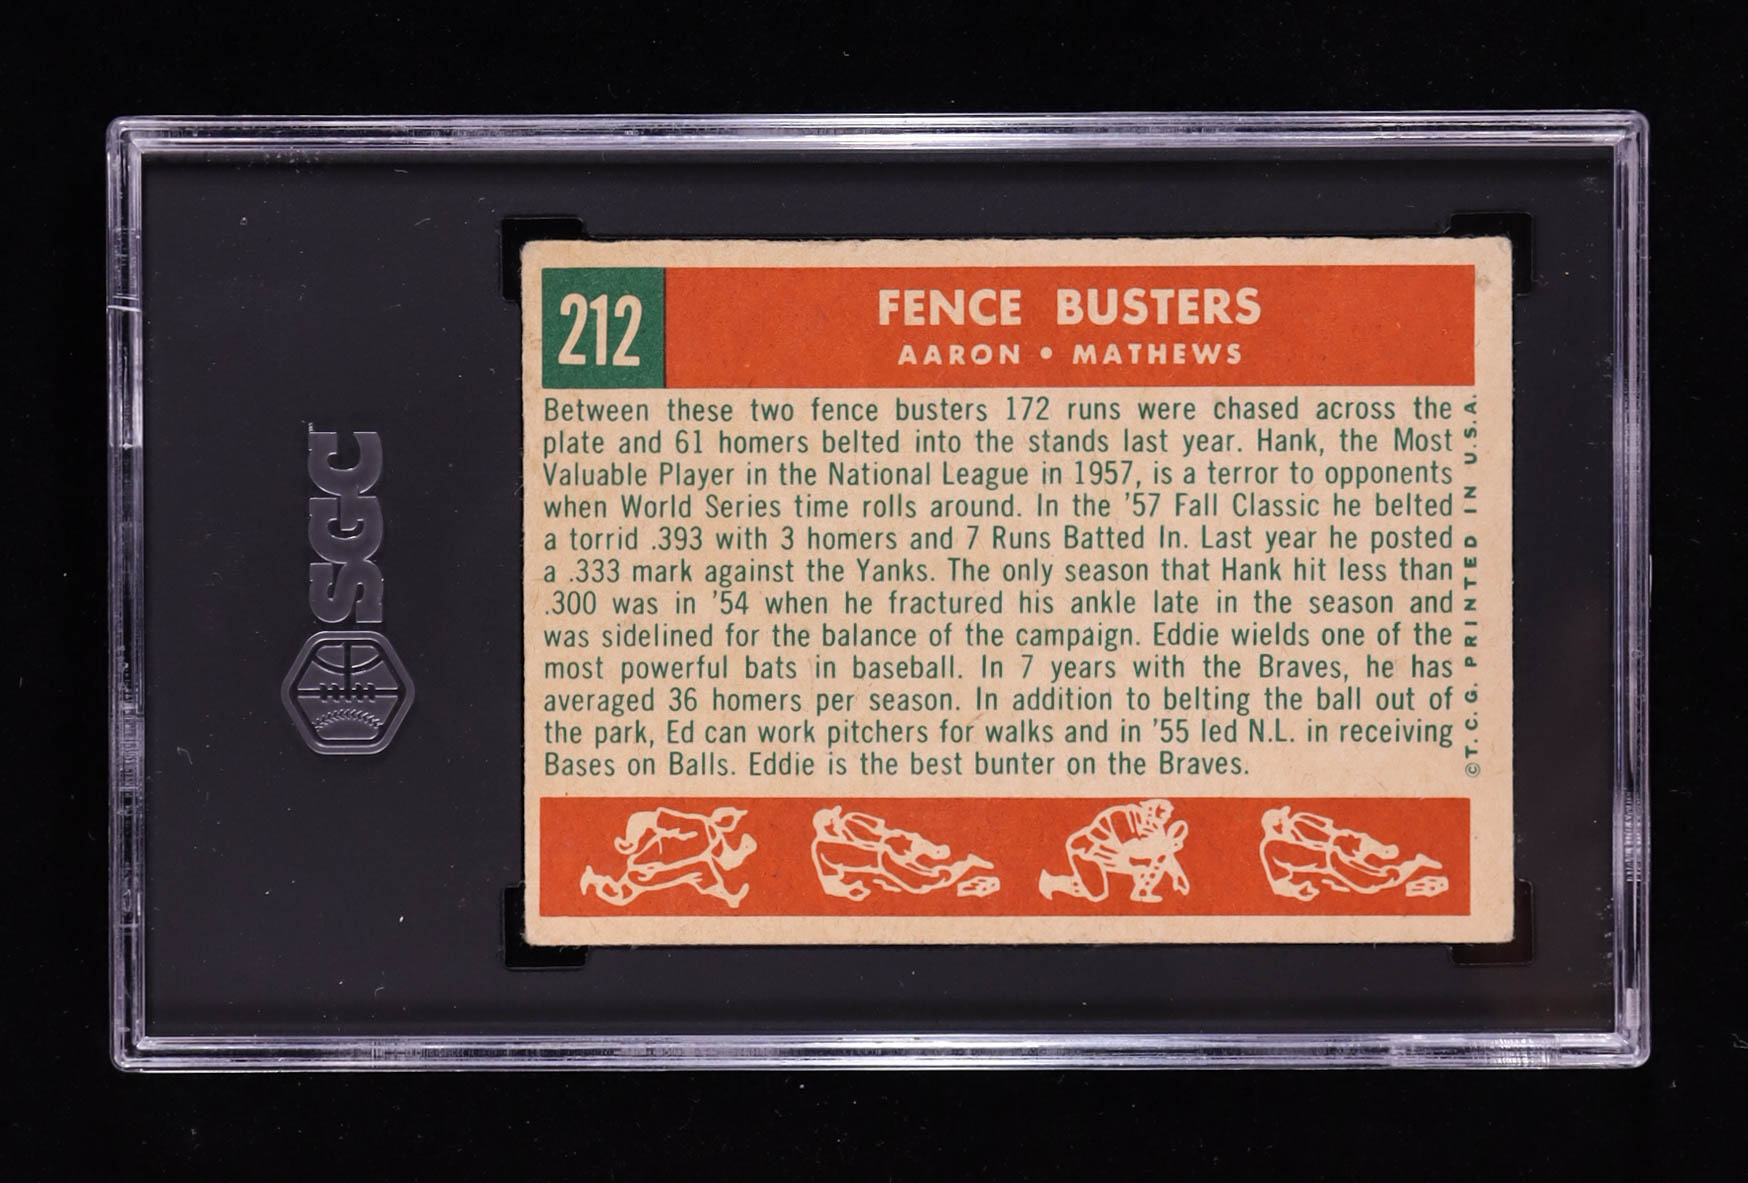 SGC
212
FENCE BUSTERS
AARON • MATHEWS
Between these two fence busters 172 runs were chased across the
plate and 61 homers belted into the stands last year. Hank, the Most
Valuable Player in the National League in 1957, is a terror to opponents
when World Series time rolls around. In the '57 Fall Classic he belted
a torrid .393 with 3 homers and 7 Runs Batted In. Last year he posted
a .333 mark against the Yanks. The only season that Hank hit less than
.300 was in '54 when he fractured his ankle late in the season and
was sidelined for the balance of the campaign. Eddie wields one of the
most powerful bats in baseball. In 7 years with the Braves, he has
averaged 36 homers per season. In addition to belting the ball out of
the park, Ed can work pitchers for walks and in '55 led N.L. in receiving
Bases on Balls. Eddie is the best bunter on the Braves.
©T.C.G. PRINTED IN U.S.A.